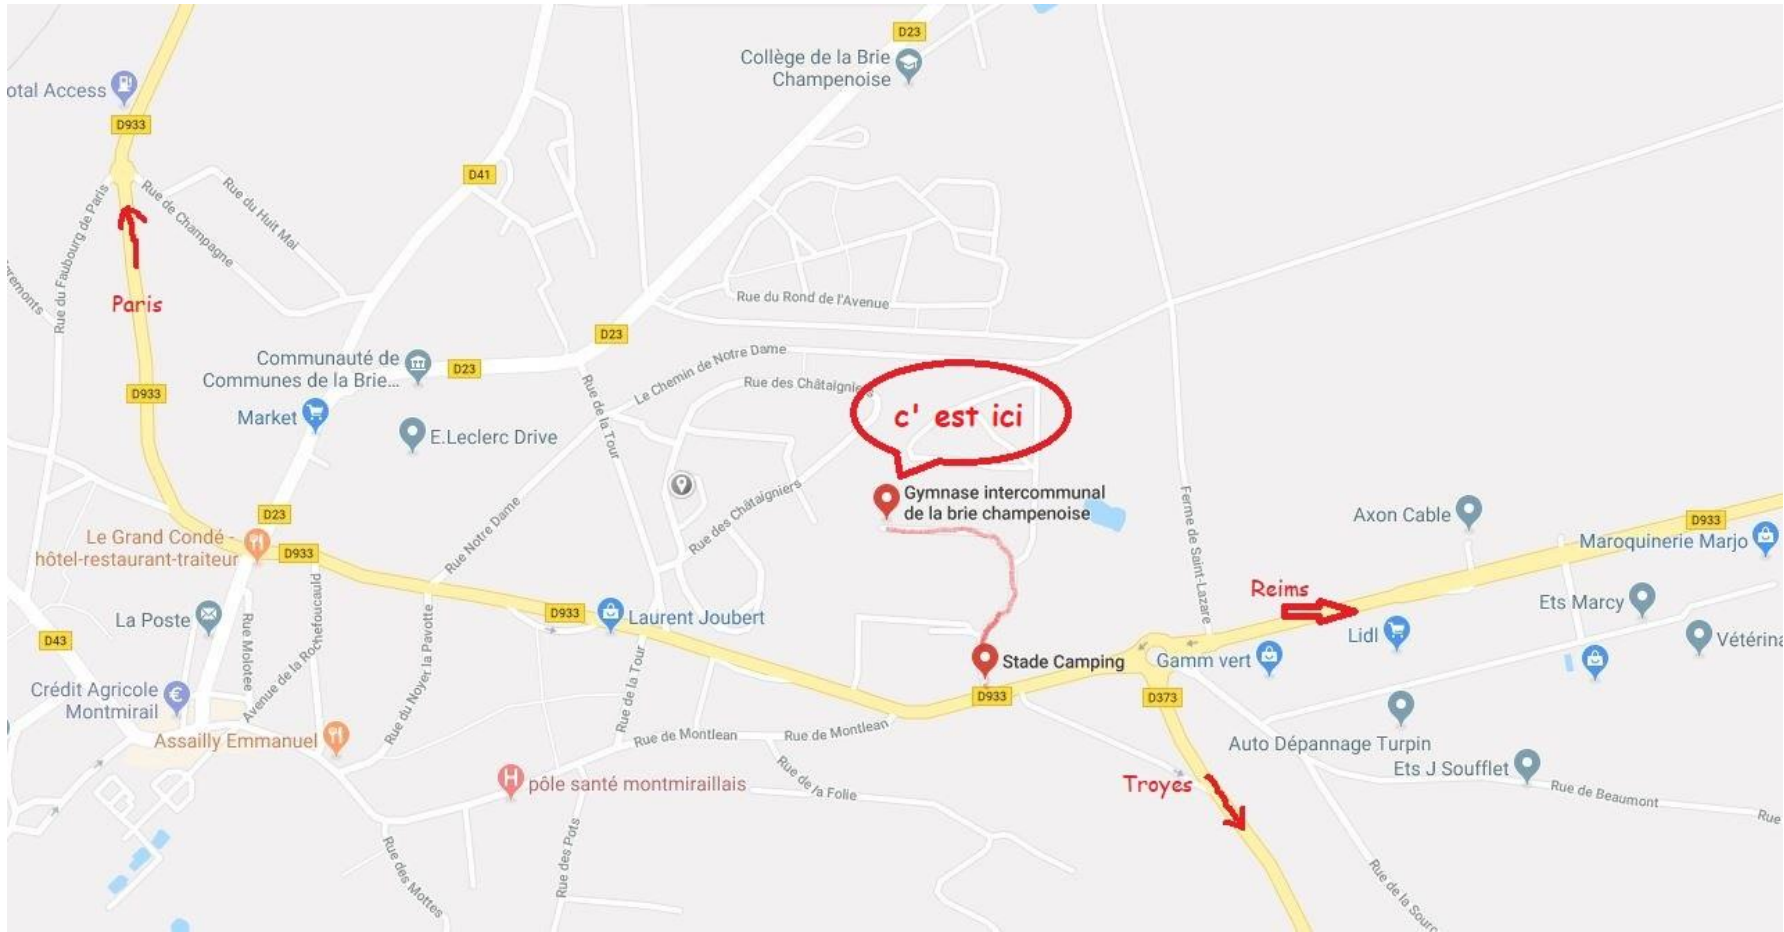 D23
Collège de la Brie
Champenoise
otal Access
D933
D41
Rue de Champagne
Rue du Huit Mai
Rue du Faubourg de Paris
Paris
Rue du Rond de l'Avenue
D23
Communauté de
Communes de la Brie...
D23
Le Chemin de Notre Dame
Rue des Châtaigniers
D933
Market
E.Leclerc Drive
Rue de la Tour
c' est ici
Gymnase intercommunal
de la brie champenoise
Rue des Châtaigniers
Rue Notre Dame
Ferme de Saint-Lazare
Axon Cable
D933
Maroquinerie Marjo
D23
Le Grand Condé -
hôtel-restaurant-traiteur
D933
Reims
Ets Marcy
La Poste
D933
Laurent Joubert
Lidl
Vétérina
D43
Rue Molotee
Avenue de la Rochefoucauld
Rue du Noyer la Pavotte
Rue de la Tour
Stade Camping
Gamm vert
D933
D373
Crédit Agricole
Montmirail
Assailly Emmanuel
Rue de Montlean
Rue de Montlean
Auto Dépannage Turpin
Ets J Soufflet
pôle santé montmiraillais
Rue de la Folie
Troyes
Rue de Beaumont
Rue
Rue des Mottes
Rue des Pots
Rue de la Sourc